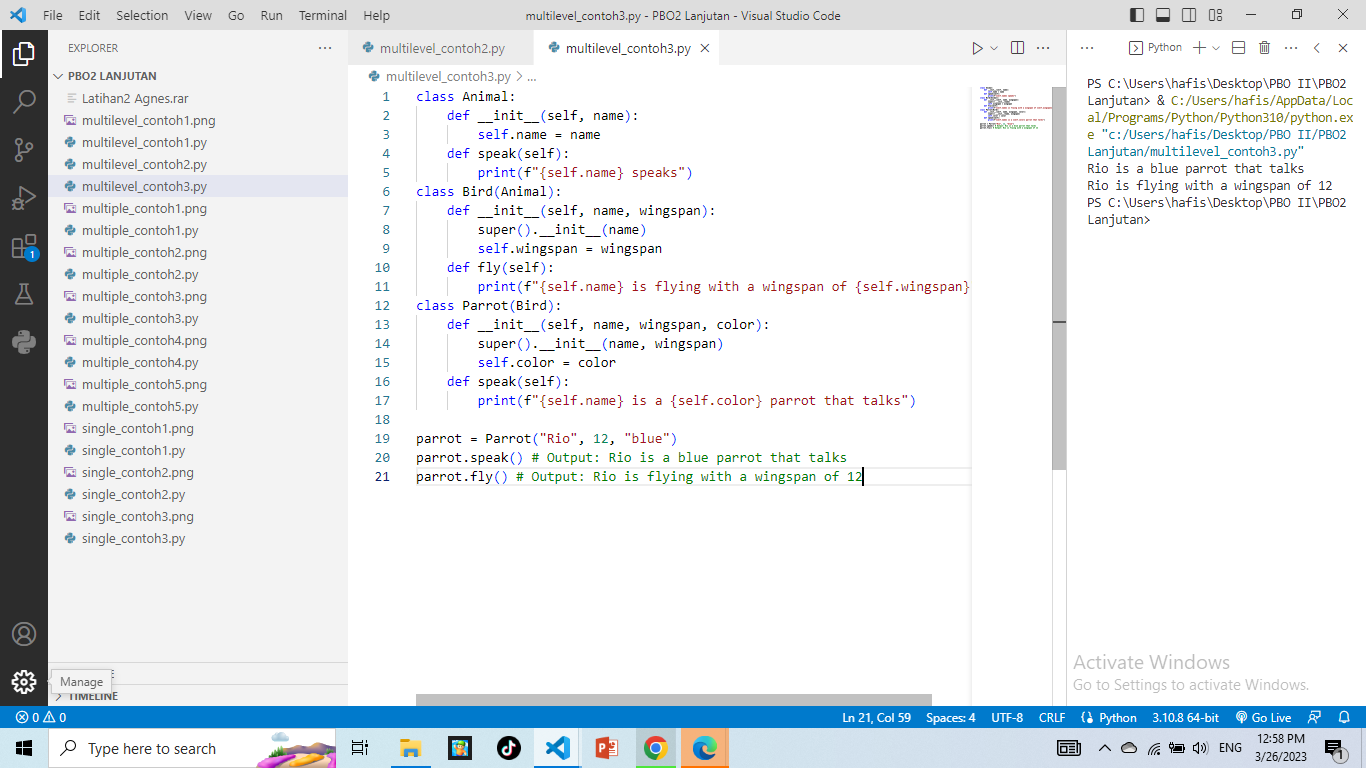 File Edit Selection View Go Run Terminal Help
multilevel_contoh3.py - PBO2 Lanjutan - Visual Studio Code
EXPLORER
PBO2 LANJUTAN
Latihan2 Agnes.rar
multilevel_contoh1.png
multilevel_contoh1.py
multilevel_contoh2.py
multilevel_contoh3.py
multiple_contoh1.png
multiple_contoh1.py
multiple_contoh2.png
multiple_contoh2.py
multiple_contoh3.png
multiple_contoh3.py
multiple_contoh4.png
multiple_contoh4.py
multiple_contoh5.png
multiple_contoh5.py
single_contoh1.png
single_contoh1.py
single_contoh2.png
single_contoh2.py
single_contoh3.png
single_contoh3.py
Manage
TIMELINE
1
multilevel_contoh2.py
multilevel_contoh3.py
multilevel_contoh3.py > ...
1 class Animal:
2     def __init__(self, name):
3         self.name = name
4     def speak(self):
5         print(f"{self.name} speaks")
6 class Bird(Animal):
7     def __init__(self, name, wingspan):
8         super().__init__(name)
9         self.wingspan = wingspan
10     def fly(self):
11         print(f"{self.name} is flying with a wingspan of {self.wingspan}
12 class Parrot(Bird):
13     def __init__(self, name, wingspan, color):
14         super().__init__(name, wingspan)
15         self.color = color
16     def speak(self):
17         print(f"{self.name} is a {self.color} parrot that talks")
18
19 parrot = Parrot("Rio", 12, "blue")
20 parrot.speak() # Output: Rio is a blue parrot that talks
21 parrot.fly() # Output: Rio is flying with a wingspan of 12
Python
PS C:\Users\hafis\Desktop\PBO II\PBO2
Lanjutan> & C:/Users/hafis/AppData/Loc
al/Programs/Python/Python310/python.ex
e "c:/Users/hafis/Desktop/PBO II/PBO2
Lanjutan/multilevel_contoh3.py"
Rio is a blue parrot that talks
Rio is flying with a wingspan of 12
PS C:\Users\hafis\Desktop\PBO II\PBO2
Lanjutan>
Activate Windows
Go to Settings to activate Windows.
0 0
Ln 21, Col 59 Spaces: 4 UTF-8 CRLF Python 3.10.8 64-bit Go Live
Type here to search
ENG
12:58 PM
3/26/2023
1